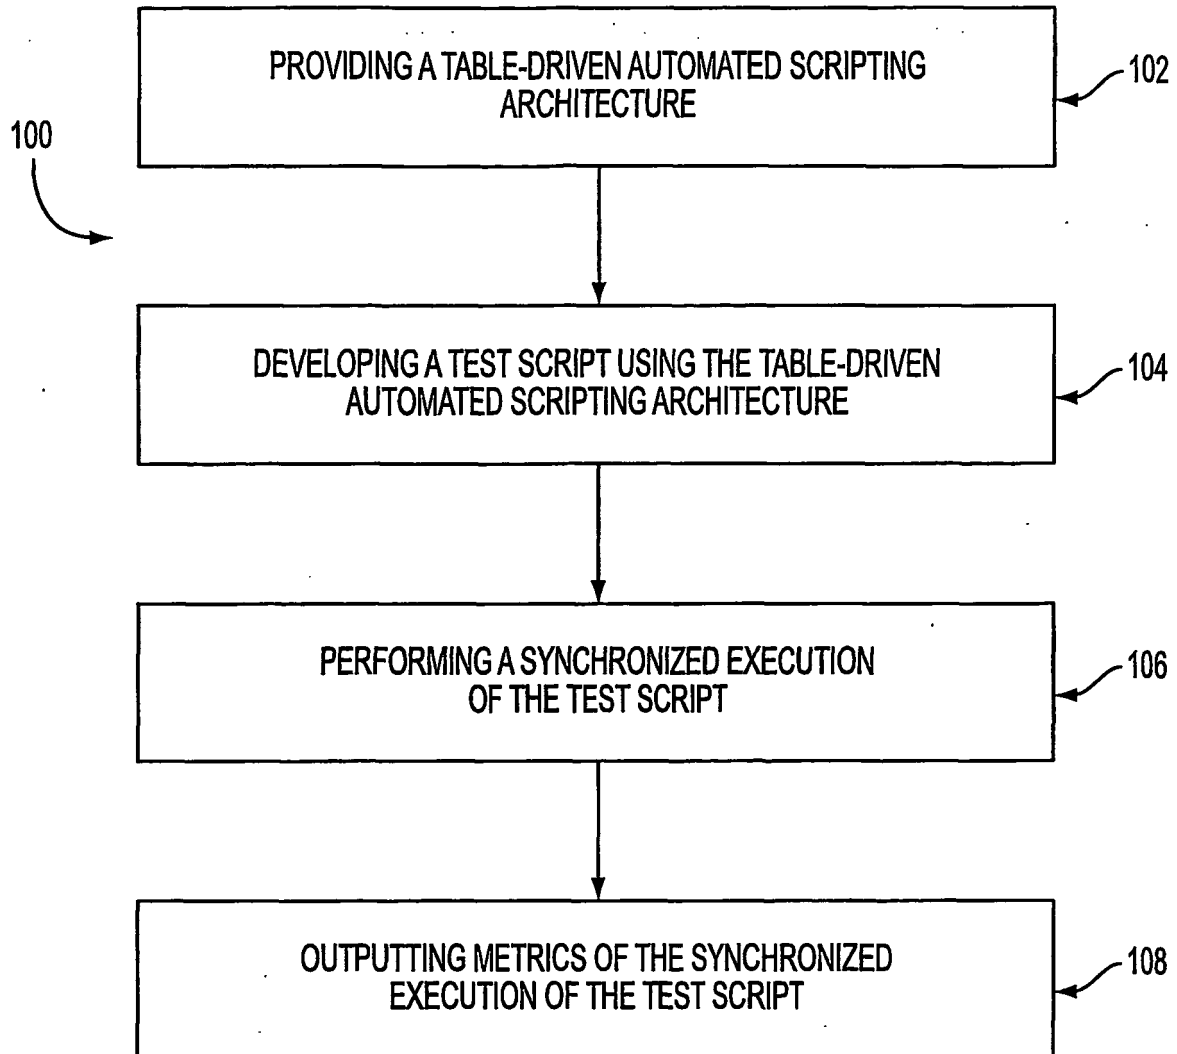 PROVIDING A TABLE-DRIVEN AUTOMATED SCRIPTING
ARCHITECTURE
102
100
DEVELOPING A TEST SCRIPT USING THE TABLE-DRIVEN
AUTOMATED SCRIPTING ARCHITECTURE
104
PERFORMING A SYNCHRONIZED EXECUTION
OF THE TEST SCRIPT
106
OUTPUTTING METRICS OF THE SYNCHRONIZED
EXECUTION OF THE TEST SCRIPT
108